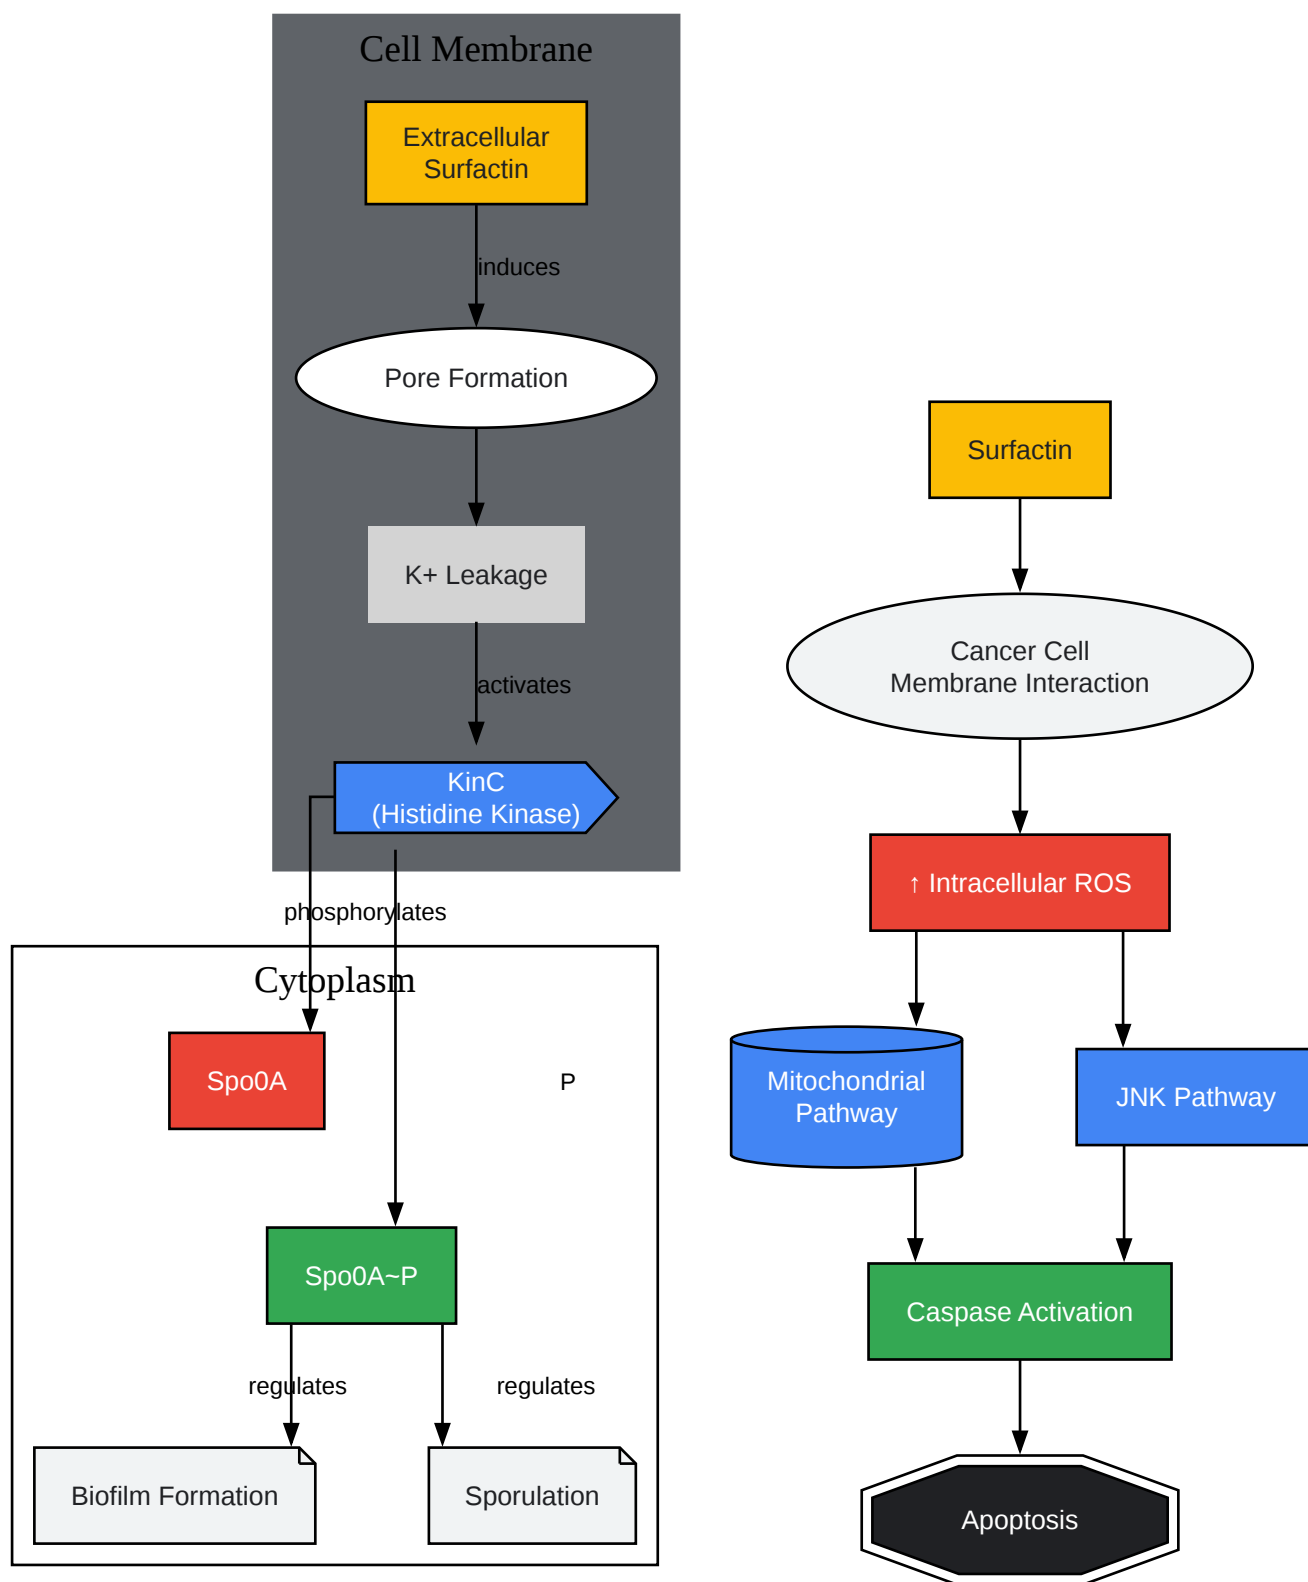 Cell Membrane
Extracellular
Surfactin
induces
Pore Formation
K+ Leakage
activates
KinC
(Histidine Kinase)
phosphorylates
Cytoplasm
Spo0A
P
Spo0A~P
regulates
regulates
Biofilm Formation
Sporulation
Surfactin
Cancer Cell
Membrane Interaction
↑ Intracellular ROS
Mitochondrial
Pathway
JNK Pathway
Caspase Activation
Apoptosis